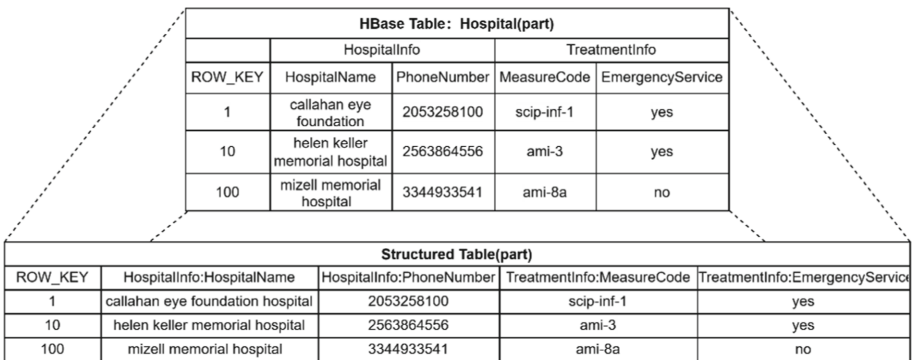 HBase Table: Hospital(part)
HospitalInfo TreatmentInfo
ROW_KEY HospitalName PhoneNumber MeasureCode EmergencyService
1 callahan eye foundation 2053258100 scip-inf-1 yes
10 helen keller memorial hospital 2563864556 ami-3 yes
100 mizell memorial hospital 3344933541 ami-8a no
Structured Table(part)
ROW_KEY HospitalInfo:HospitalName HospitalInfo:PhoneNumber TreatmentInfo:MeasureCode TreatmentInfo:EmergencyService
1 callahan eye foundation hospital 2053258100 scip-inf-1 yes
10 helen keller memorial hospital 2563864556 ami-3 yes
100 mizell memorial hospital 3344933541 ami-8a no